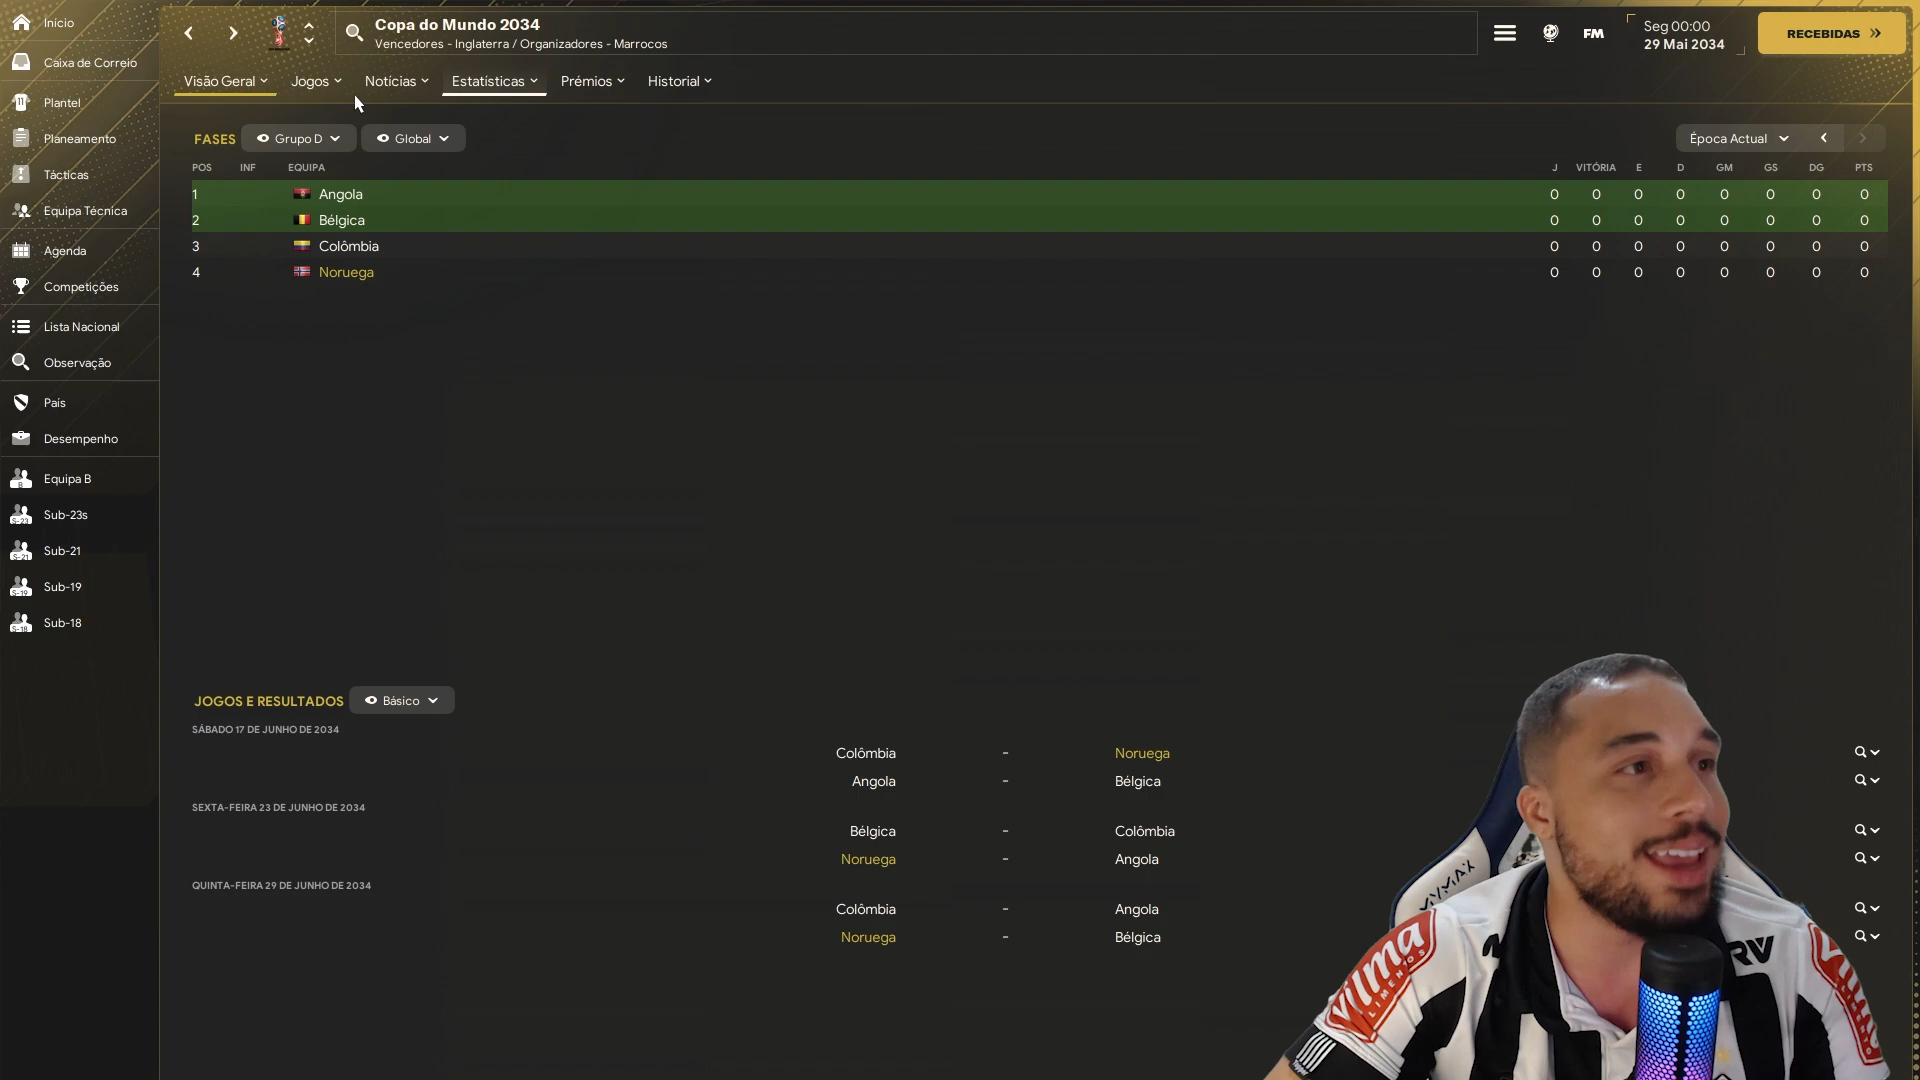 Início
Caixa de Correio
Plantel
Planeamento
Tácticas
Equipa Técnica
Agenda
Competições
Lista Nacional
Observação
País
Desempenho
Equipa B
Sub-23s
Sub-21
Sub-19
Sub-18
Copa do Mundo 2034
Vencedores - Inglaterra / Organizadores - Marrocos
FM
Seg 00:00
29 Mai 2034
RECEBIDAS
Visão Geral Jogos Notícias Estatísticas Prémios Historial
FASES Grupo D Global Época Actual
POS INF EQUIPA J VITÓRIA E D GM GS DG PTS
1 Angola 0 0 0 0 0 0 0 0
2 Bélgica 0 0 0 0 0 0 0 0
3 Colômbia 0 0 0 0 0 0 0 0
4 Noruega 0 0 0 0 0 0 0 0
JOGOS E RESULTADOS Básico
SÁBADO 17 DE JUNHO DE 2034
Colômbia - Noruega
Angola - Bélgica
SEXTA-FEIRA 23 DE JUNHO DE 2034
Bélgica - Colômbia
Noruega - Angola
QUINTA-FEIRA 29 DE JUNHO DE 2034
Colômbia - Angola
Noruega - Bélgica
Vilma
ALIMENTOS
RV